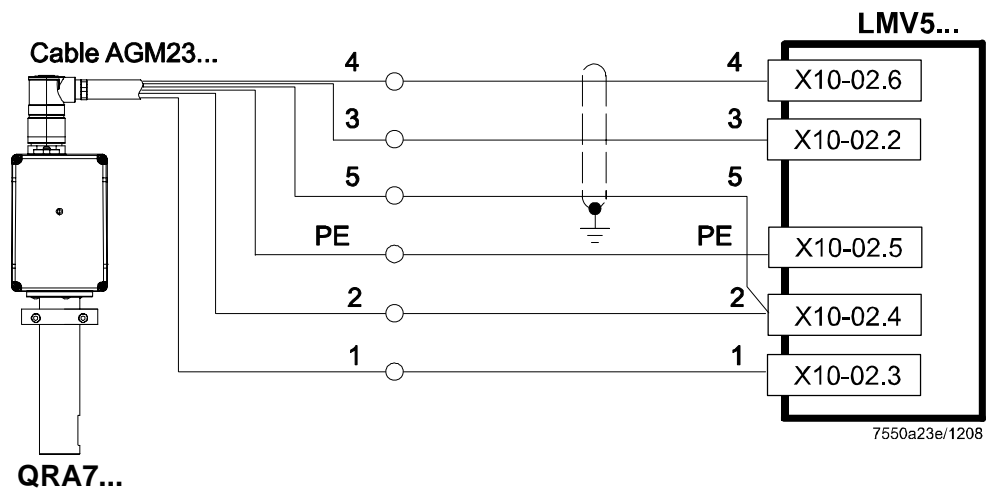 LMV5...
Cable AGM23...
4 4 X10-02.6
3 3 X10-02.2
5 5
PE PE X10-02.5
2 2 X10-02.4
1 1 X10-02.3
7550a23e/1208
QRA7...